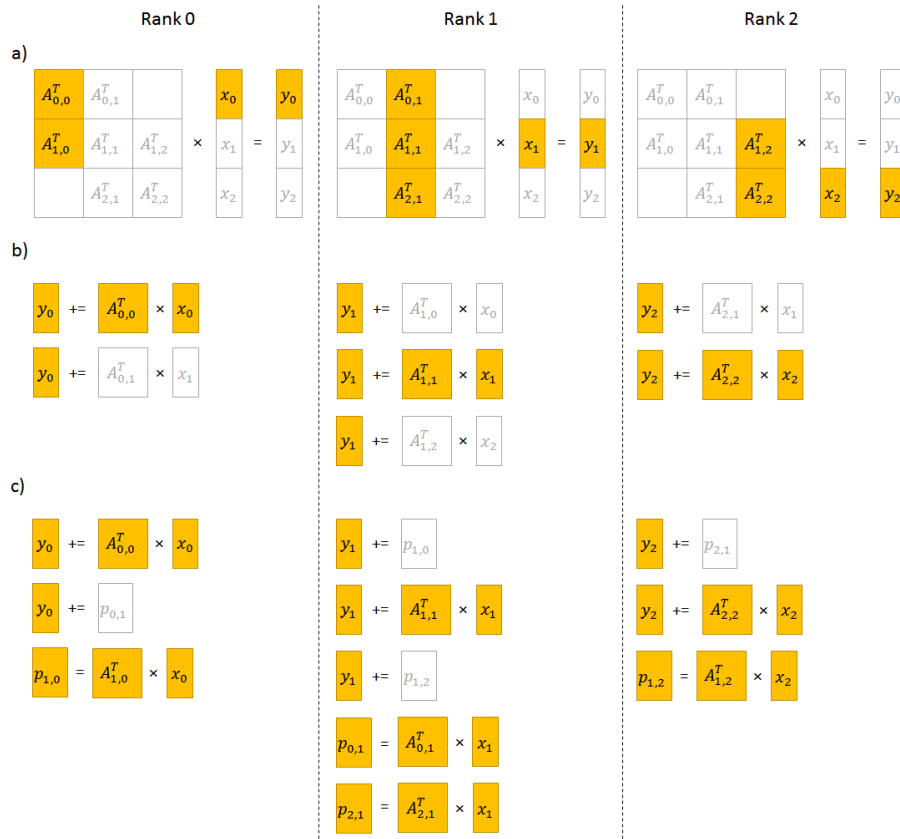 Rank 0 Rank 1 Rank 2
a)
A^T_{0,0} A^T_{0,1} x_0 y_0 A^T_{0,0} A^T_{0,1} x_0 y_0 A^T_{0,0} A^T_{0,1} x_0 y_0
A^T_{1,0} A^T_{1,1} A^T_{1,2} × x_1 = y_1 A^T_{1,0} A^T_{1,1} A^T_{1,2} × x_1 = y_1 A^T_{1,0} A^T_{1,1} A^T_{1,2} × x_1 = y_1
A^T_{2,1} A^T_{2,2} x_2 y_2 A^T_{2,1} A^T_{2,2} x_2 y_2 A^T_{2,1} A^T_{2,2} x_2 y_2
b)
y_0 += A^T_{0,0} × x_0 y_1 += A^T_{1,0} × x_0 y_2 += A^T_{2,1} × x_1
y_0 += A^T_{0,1} × x_1 y_1 += A^T_{1,1} × x_1 y_2 += A^T_{2,2} × x_2
y_1 += A^T_{1,2} × x_2
c)
y_0 += A^T_{0,0} × x_0 y_1 += p_{1,0} y_2 += p_{2,1}
y_0 += p_{0,1} y_1 += A^T_{1,1} × x_1 y_2 += A^T_{2,2} × x_2
p_{1,0} = A^T_{1,0} × x_0 y_1 += p_{1,2} p_{1,2} = A^T_{1,2} × x_2
p_{0,1} = A^T_{0,1} × x_1
p_{2,1} = A^T_{2,1} × x_1